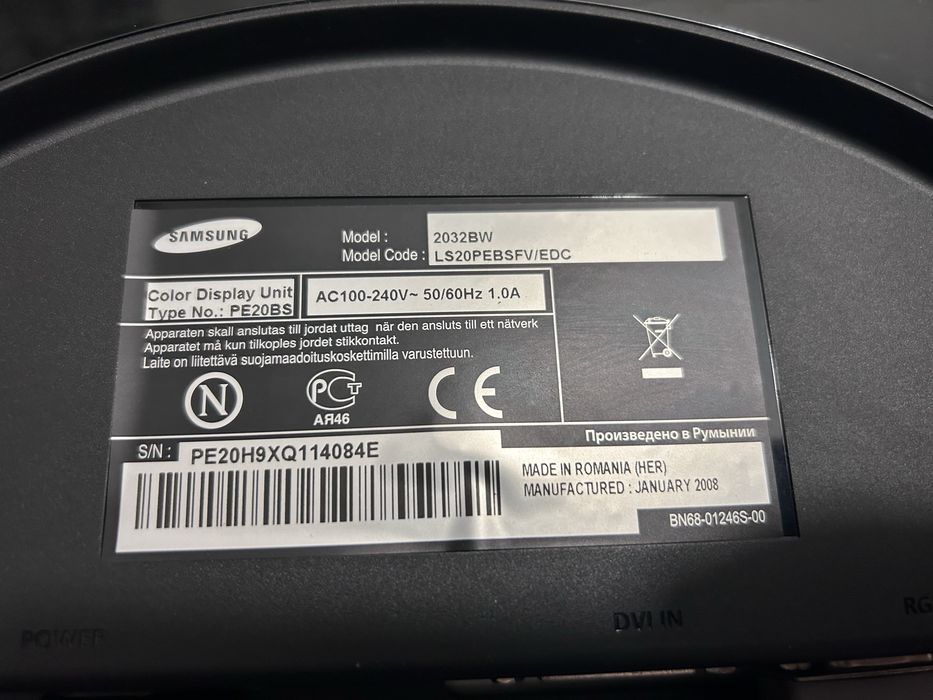 SAMSUNG
Model : 2032BW
Model Code : LS20PEBSFV/EDC
Color Display Unit
Type No.: PE20BS
AC100-240V~ 50/60Hz 1.0A
Apparaten skall anslutas till jordat uttag när den ansluts till ett nätverk
Apparatet må kun tilkoples jordet stikkontakt.
Laite on liitettävä suojamaadoituskoskettimilla varustettuun.
N
РСТ
АЯ46
CE
Произведено в Румынии
S/N : PE20H9XQ114084E
MADE IN ROMANIA (HER)
MANUFACTURED : JANUARY 2008
BN68-01246S-00
POWER
DVI IN
RG